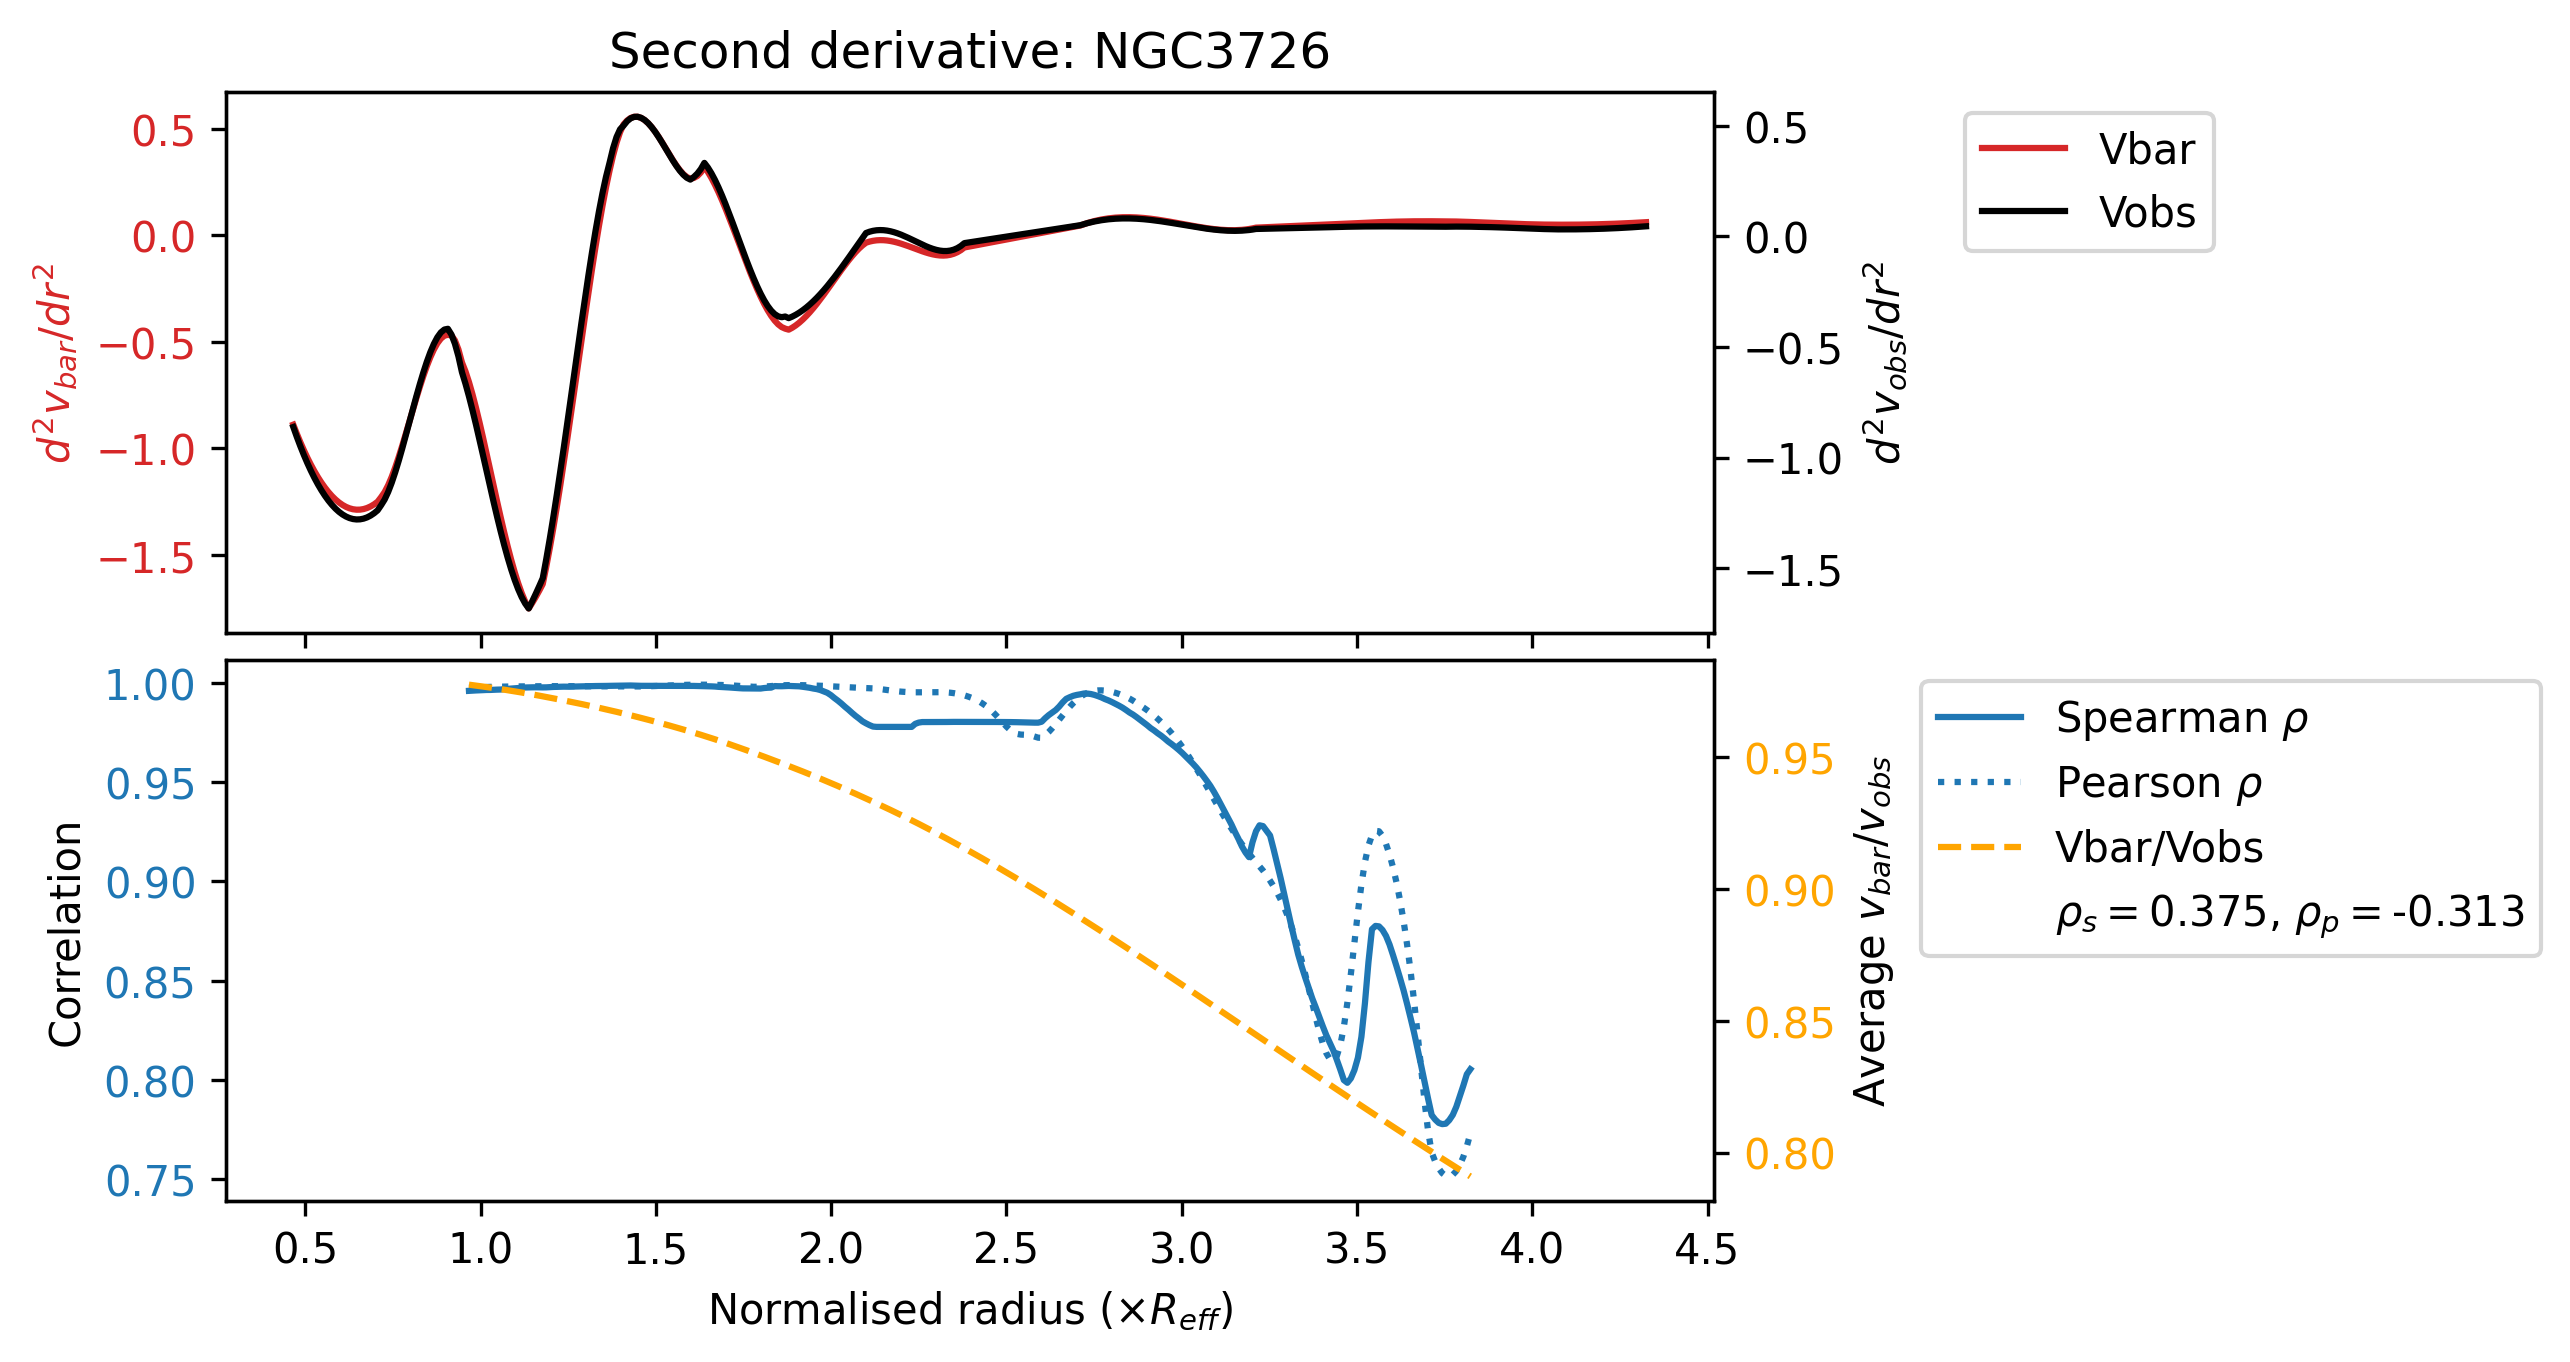 Second derivative: NGC3726
0.5
0.0
−0.5
−1.0
−1.5
d²v_bar/dr²
0.5
0.0
−0.5
−1.0
−1.5
d²v_obs/dr²
Vbar
Vobs
1.00
0.95
0.90
0.85
0.80
0.75
Correlation
0.95
0.90
0.85
0.80
Average v_bar/v_obs
Spearman ρ
Pearson ρ
Vbar/Vobs
ρ_s = 0.375, ρ_p = -0.313
0.5 1.0 1.5 2.0 2.5 3.0 3.5 4.0 4.5
Normalised radius (×R_eff)